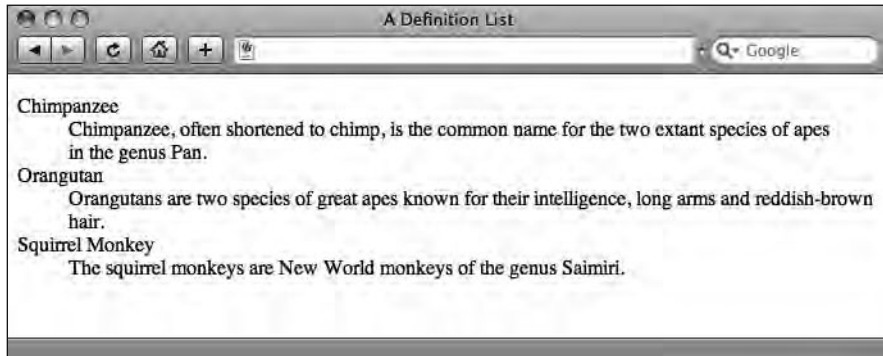 A Definition List
Google
Chimpanzee
Chimpanzee, often shortened to chimp, is the common name for the two extant species of apes
in the genus Pan.
Orangutan
Orangutans are two species of great apes known for their intelligence, long arms and reddish-brown
hair.
Squirrel Monkey
The squirrel monkeys are New World monkeys of the genus Saimiri.